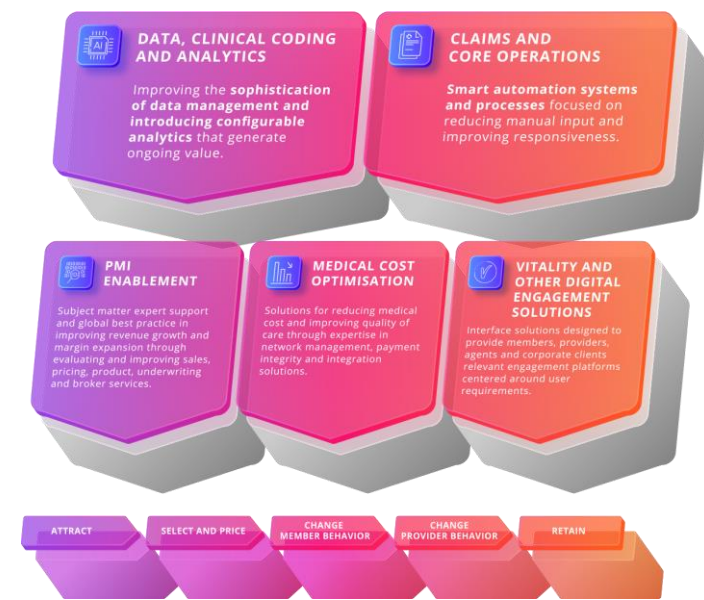 DATA, CLINICAL CODING
AND ANALYTICS
Improving the sophistication
of data management and
introducing configurable
analytics that generate
ongoing value.
CLAIMS AND
CORE OPERATIONS
Smart automation systems
and processes focused on
reducing manual input and
improving responsiveness.
AI
PMI
ENABLEMENT
Subject matter expert support
and global best practice in
improving revenue growth and
margin expansion through
evaluating and improving sales,
pricing, product, underwriting
and broker services.
MEDICAL COST
OPTIMISATION
Solutions for reducing medical
cost and improving quality of
care through expertise in
network management, payment
integrity and integration
solutions.
VITALITY AND
OTHER DIGITAL
ENGAGEMENT
SOLUTIONS
Interface solutions designed to
provide members, providers,
agents and corporate clients
relevant engagement platforms
centered around user
requirements.
ATTRACT
SELECT AND PRICE
CHANGE
MEMBER BEHAVIOR
CHANGE
PROVIDER BEHAVIOR
RETAIN